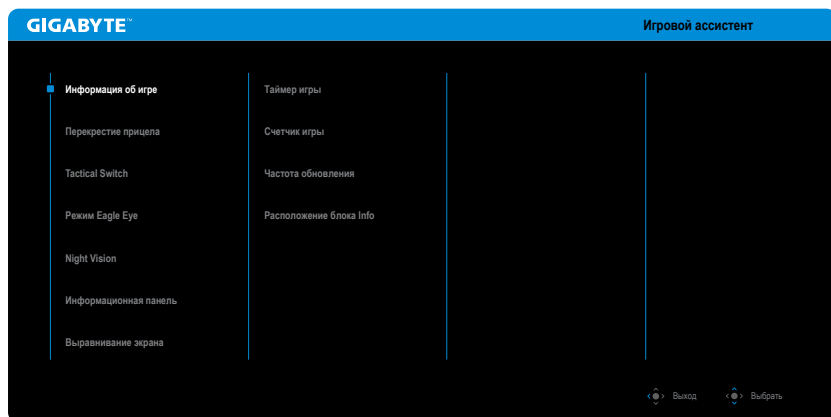 GIGABYTE™
Игровой ассистент
Информация об игре
Таймер игры
Перекрестие прицела
Счетчик игры
Tactical Switch
Частота обновления
Режим Eagle Eye
Расположение блока Info
Night Vision
Информационная панель
Выравнивание экрана
Выход
Выбрать